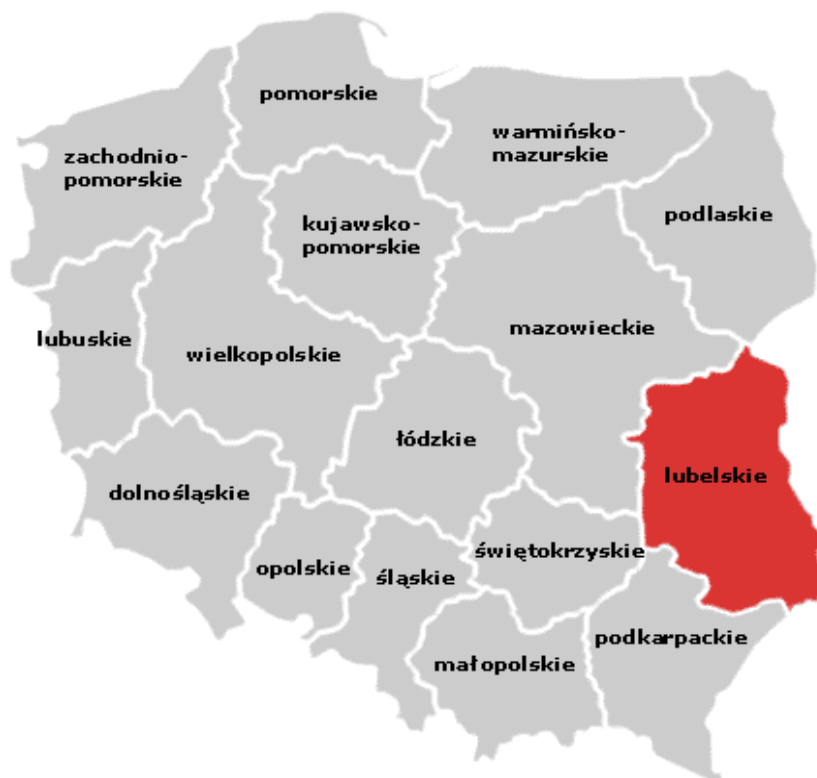 pomorskie
warmińsko-
mazurskie
zachodnio-
pomorskie
podlaskie
kujawsko-
pomorskie
lubuskie
mazowieckie
wielkopolskie
łódzkie
lubelskie
dolnośląskie
świętokrzyskie
opolskie
śląskie
podkarpackie
małopolskie